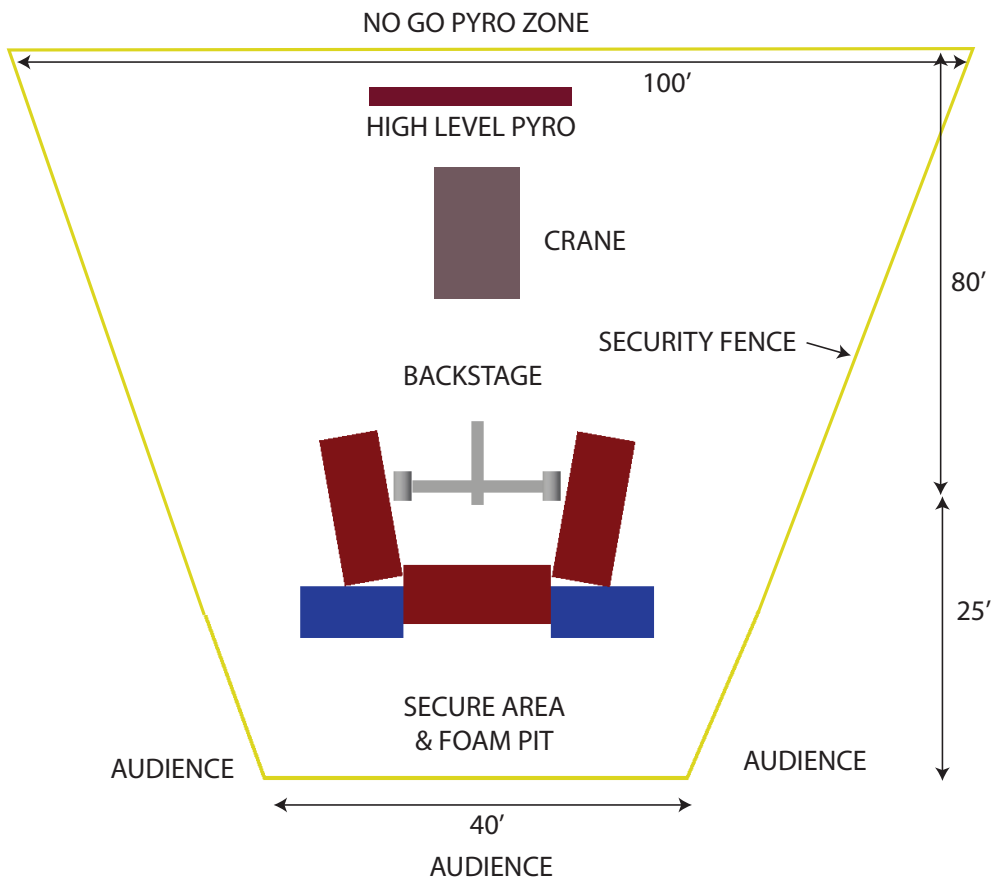 NO GO PYRO ZONE
100’
HIGH LEVEL PYRO
CRANE
80’
SECURITY FENCE
BACKSTAGE
25’
SECURE AREA
& FOAM PIT
AUDIENCE
AUDIENCE
40’
AUDIENCE